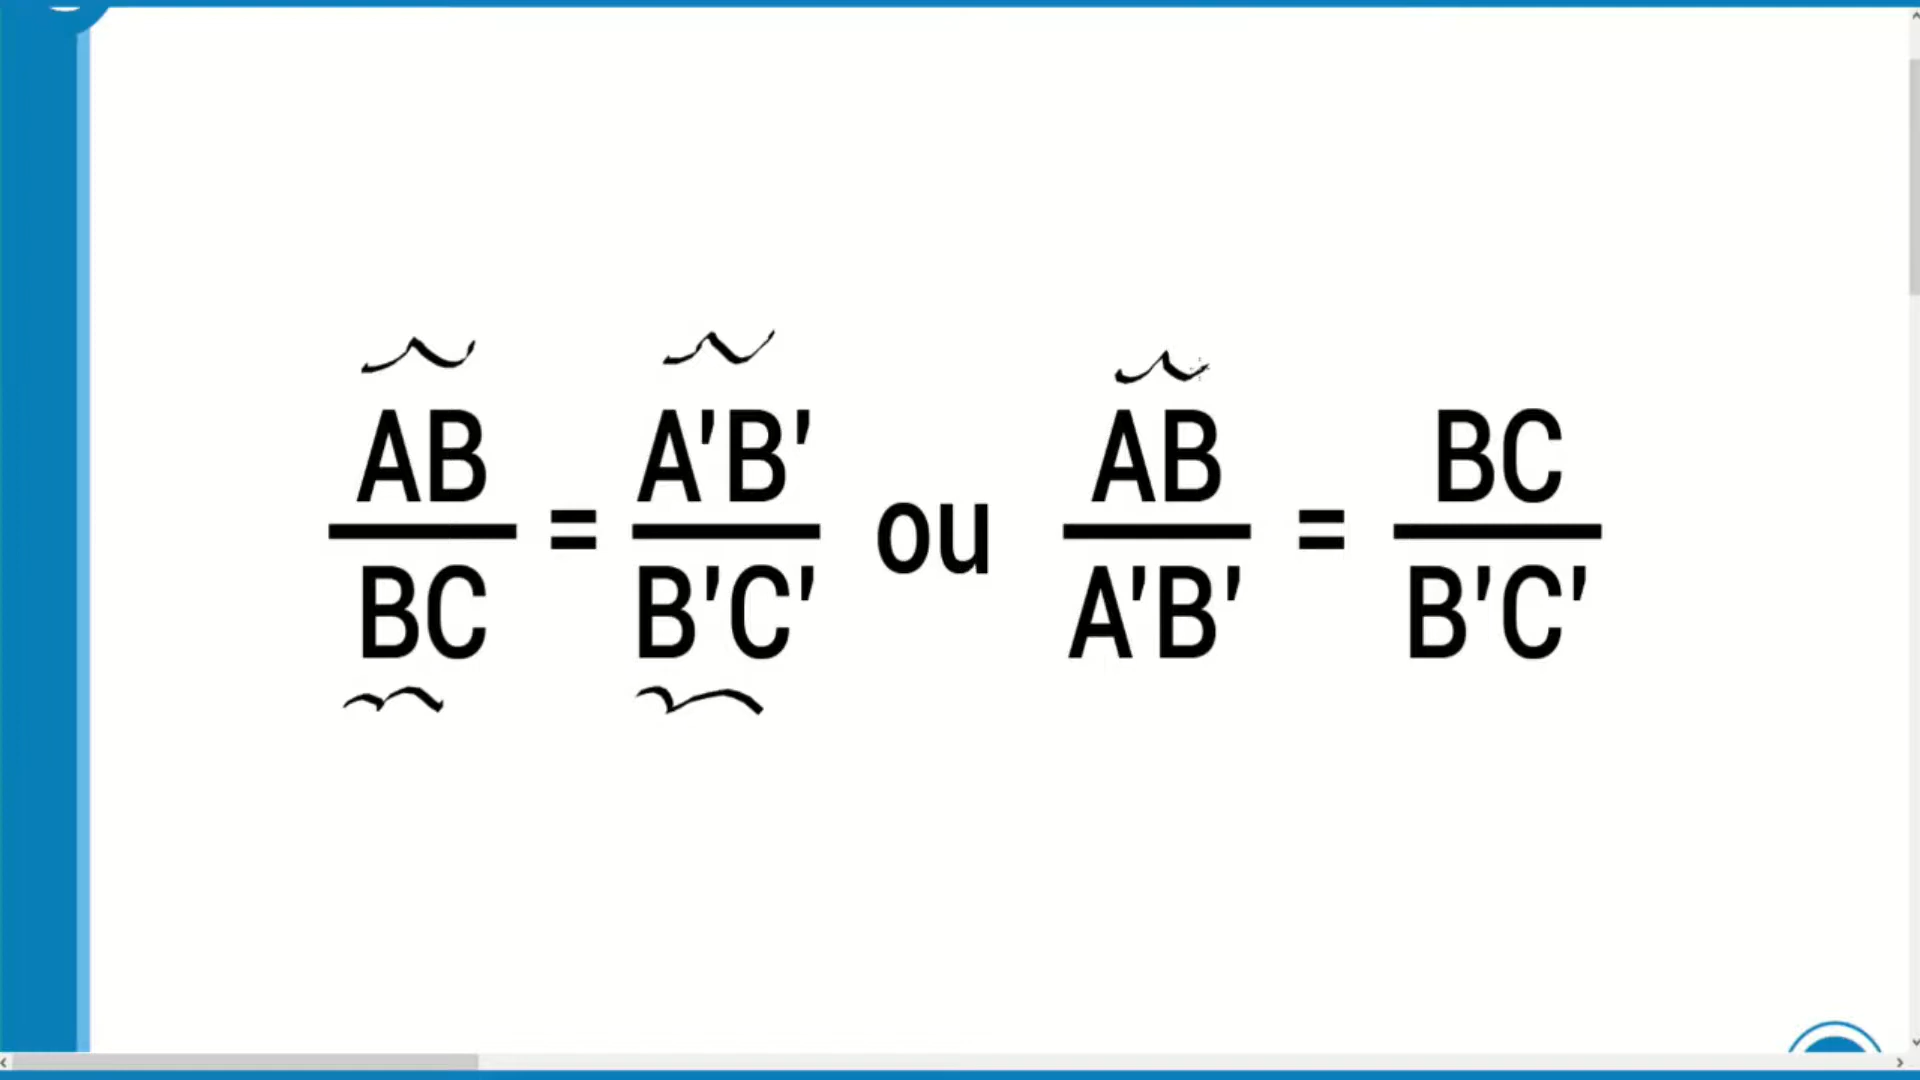 AB A'B' AB BC
= ou =
BC B'C' A'B' B'C'